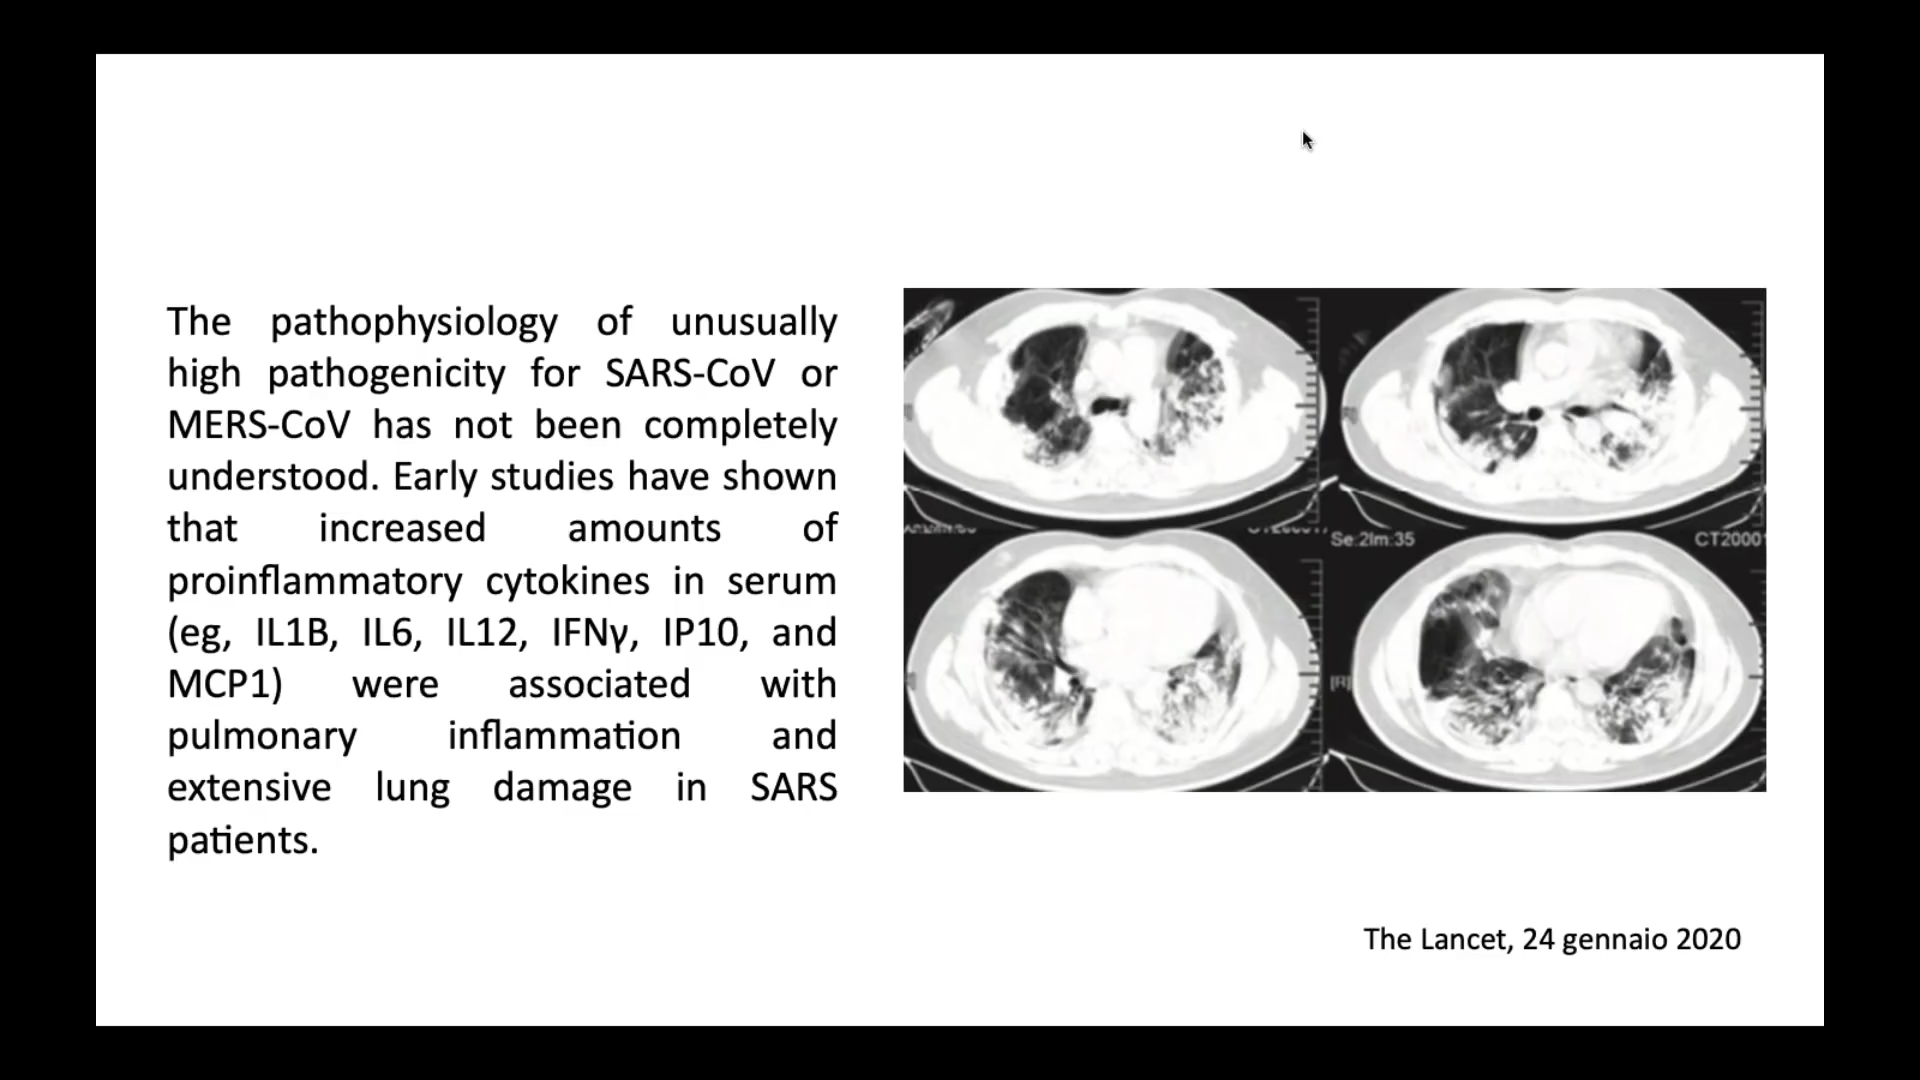 The pathophysiology of unusually
high pathogenicity for SARS-CoV or
MERS-CoV has not been completely
understood. Early studies have shown
that increased amounts of
proinflammatory cytokines in serum
(eg, IL1B, IL6, IL12, IFNγ, IP10, and
MCP1) were associated with
pulmonary inflammation and
extensive lung damage in SARS
patients.
[R]
Se:2Im:35
CT2000
[R]
The Lancet, 24 gennaio 2020